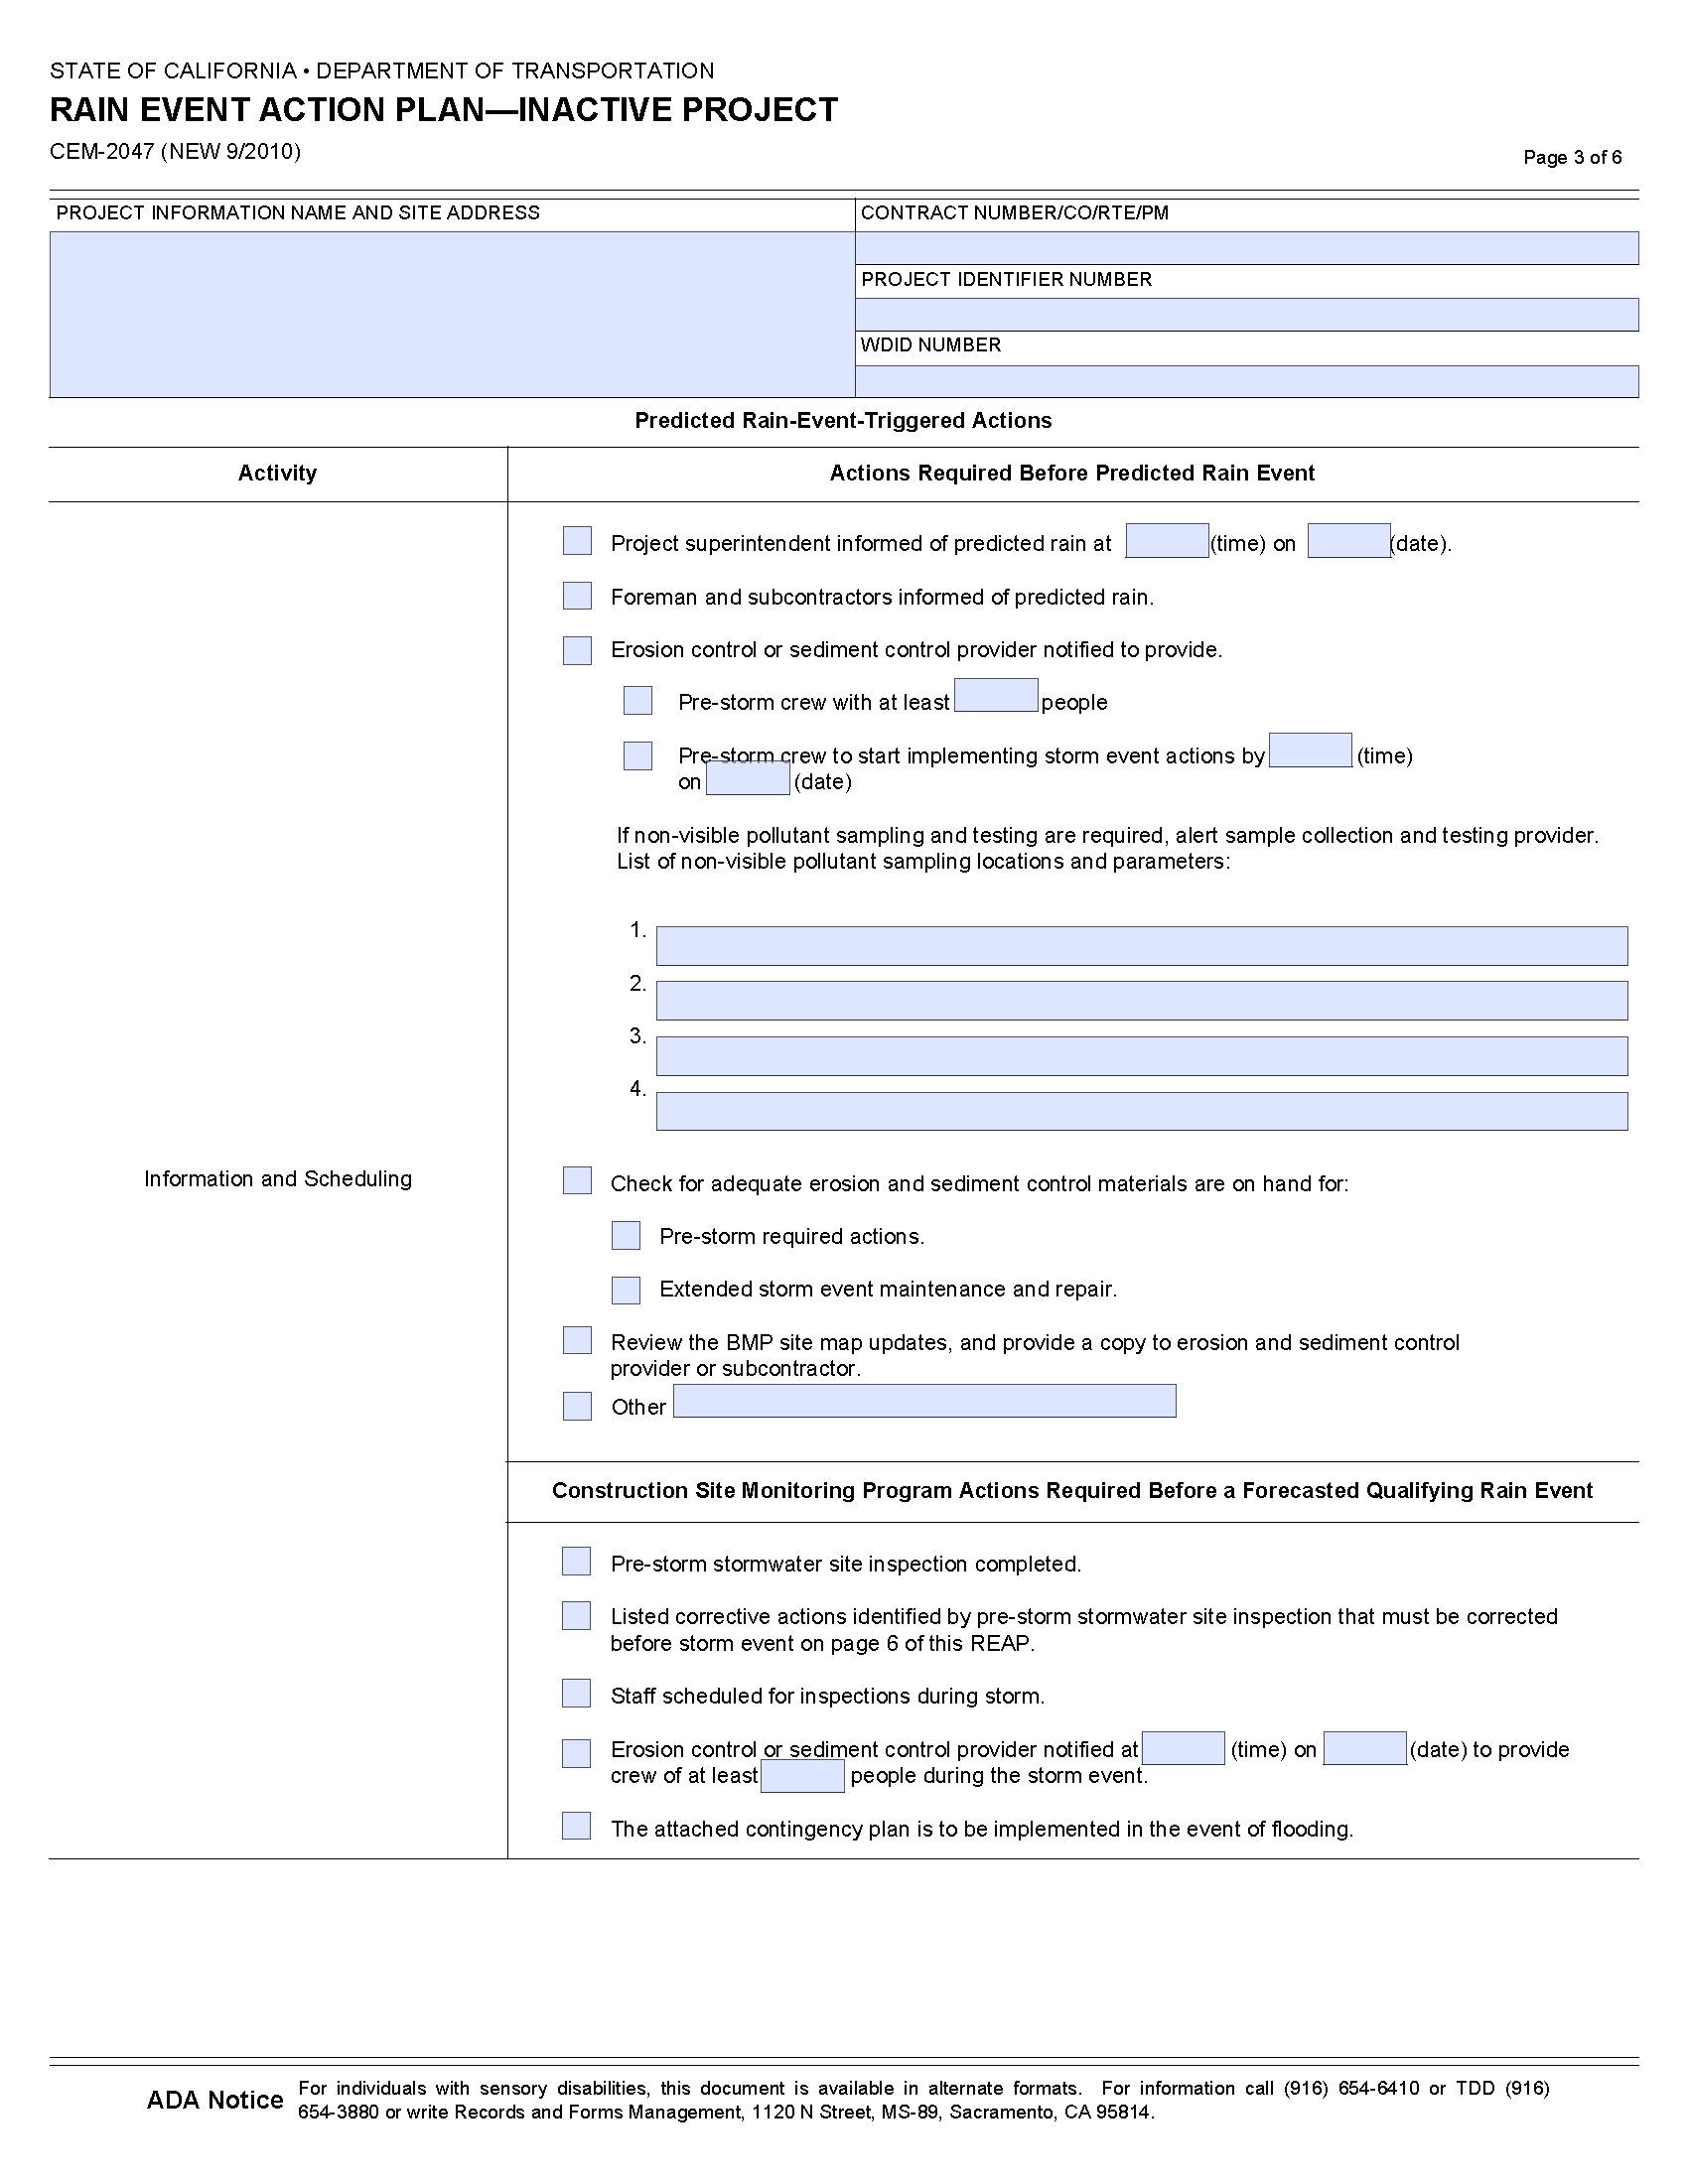 STATE OF CALIFORNIA • DEPARTMENT OF TRANSPORTATION
RAIN EVENT ACTION PLAN—INACTIVE PROJECT
CEM-2047 (NEW 9/2010)
Page 3 of 6
PROJECT INFORMATION NAME AND SITE ADDRESS
CONTRACT NUMBER/CO/RTE/PM
PROJECT IDENTIFIER NUMBER
WDID NUMBER
Predicted Rain-Event-Triggered Actions
Activity
Actions Required Before Predicted Rain Event
Project superintendent informed of predicted rain at (time) on (date).
Foreman and subcontractors informed of predicted rain.
Erosion control or sediment control provider notified to provide.
Pre-storm crew with at least people
Pre-storm crew to start implementing storm event actions by (time)
on (date)
If non-visible pollutant sampling and testing are required, alert sample collection and testing provider.
List of non-visible pollutant sampling locations and parameters:
1.
2.
3.
4.
Information and Scheduling
Check for adequate erosion and sediment control materials are on hand for:
Pre-storm required actions.
Extended storm event maintenance and repair.
Review the BMP site map updates, and provide a copy to erosion and sediment control
provider or subcontractor.
Other
Construction Site Monitoring Program Actions Required Before a Forecasted Qualifying Rain Event
Pre-storm stormwater site inspection completed.
Listed corrective actions identified by pre-storm stormwater site inspection that must be corrected
before storm event on page 6 of this REAP.
Staff scheduled for inspections during storm.
Erosion control or sediment control provider notified at (time) on (date) to provide
crew of at least people during the storm event.
The attached contingency plan is to be implemented in the event of flooding.
ADA Notice
For individuals with sensory disabilities, this document is available in alternate formats. For information call (916) 654-6410 or TDD (916)
654-3880 or write Records and Forms Management, 1120 N Street, MS-89, Sacramento, CA 95814.